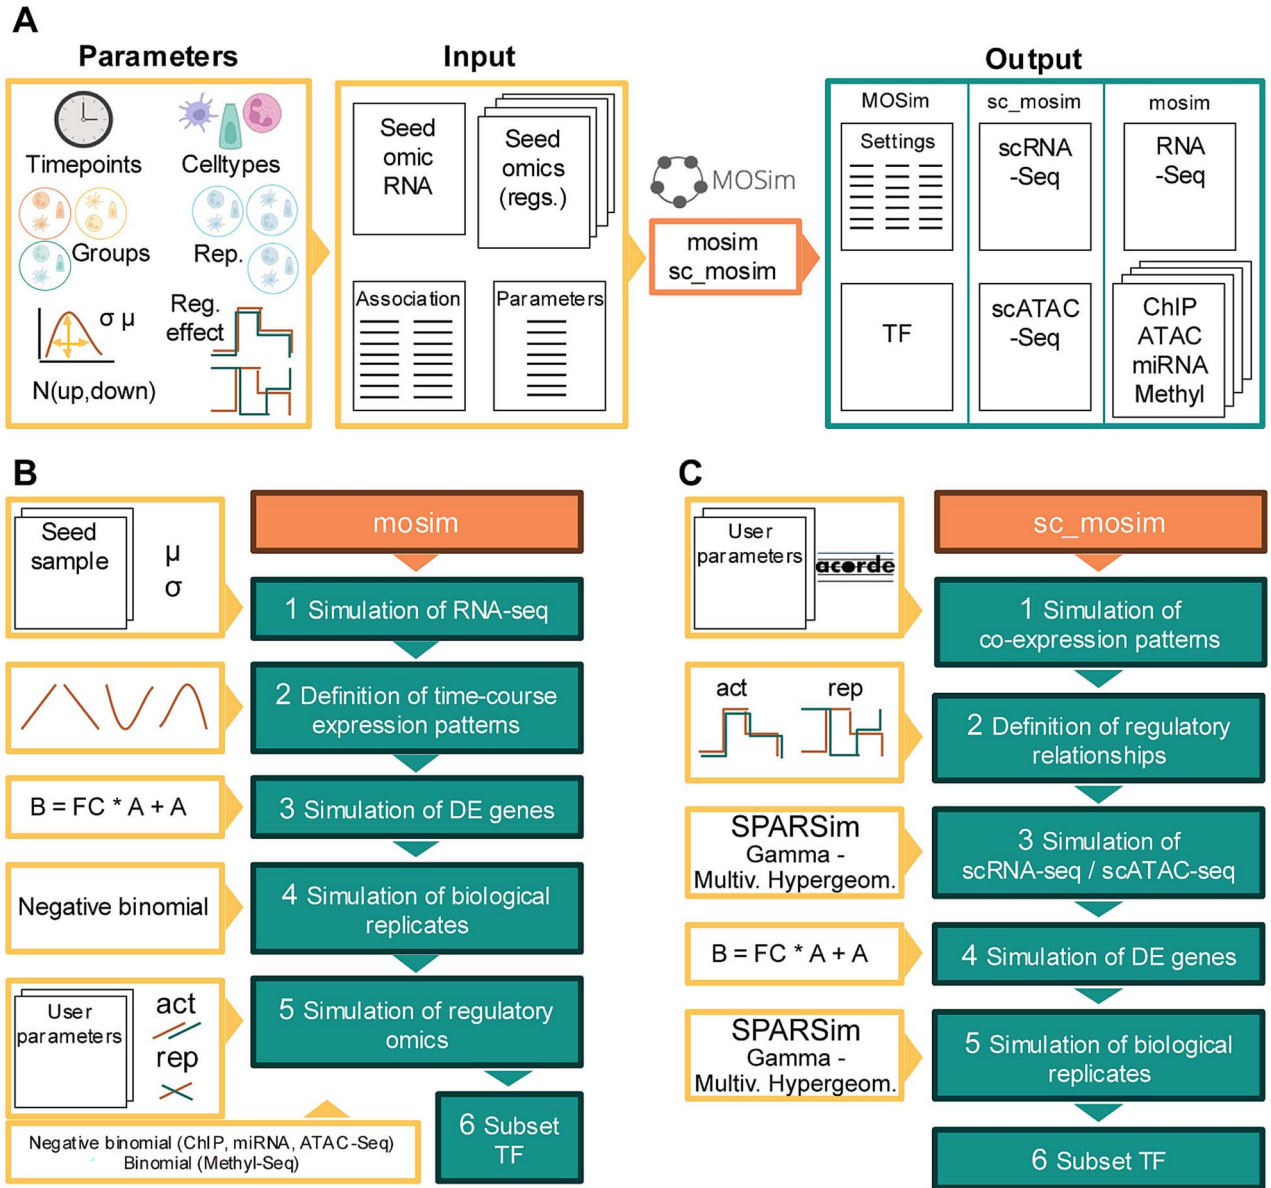 A
Parameters
Input
Output
Timepoints
Celltypes
Groups
Rep.
σ μ
N(up,down)
Reg.
effect
Seed
omic
RNA
Seed
omics
(regs.)
Association
Parameters
MOSim
mosim
sc_mosim
MOSim
sc_mosim
mosim
Settings
scRNA
-Seq
RNA
-Seq
TF
scATAC
-Seq
ChIP
ATAC
miRNA
Methyl
B
Seed
sample
μ
σ
mosim
1 Simulation of RNA-seq
2 Definition of time-course
expression patterns
B = FC * A + A
3 Simulation of DE genes
Negative binomial
4 Simulation of biological
replicates
User
parameters
act
rep
5 Simulation of regulatory
omics
Negative binomial (ChIP, miRNA, ATAC-Seq)
Binomial (Methyl-Seq)
6 Subset
TF
C
User
parameters
acorde
sc_mosim
1 Simulation of
co-expression patterns
act
rep
2 Definition of regulatory
relationships
SPARSim
Gamma -
Multiv. Hypergeom.
3 Simulation of
scRNA-seq / scATAC-seq
B = FC * A + A
4 Simulation of DE genes
SPARSim
Gamma -
Multiv. Hypergeom.
5 Simulation of biological
replicates
6 Subset TF